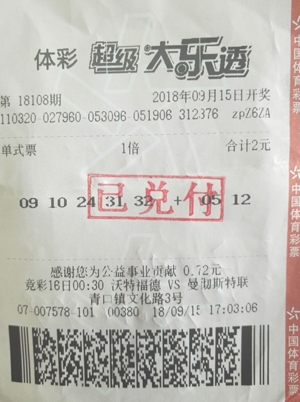 体彩 超级大乐透
第 18108期 2018年09月15日开奖
110320-027960-053096-051906 312376 zpZ6ZA
单式票 1倍 合计2元
09 10 24 31 32 + 05 12
已兑付
感谢您为公益事业贡献 0.72元
竞彩16日00:30 沃特福德 VS 曼彻斯特联
青口镇文化路3号
07-007578-101 00380 18/09/15 17:03:06
中国体育彩票
中国体育彩票
中国体育彩票